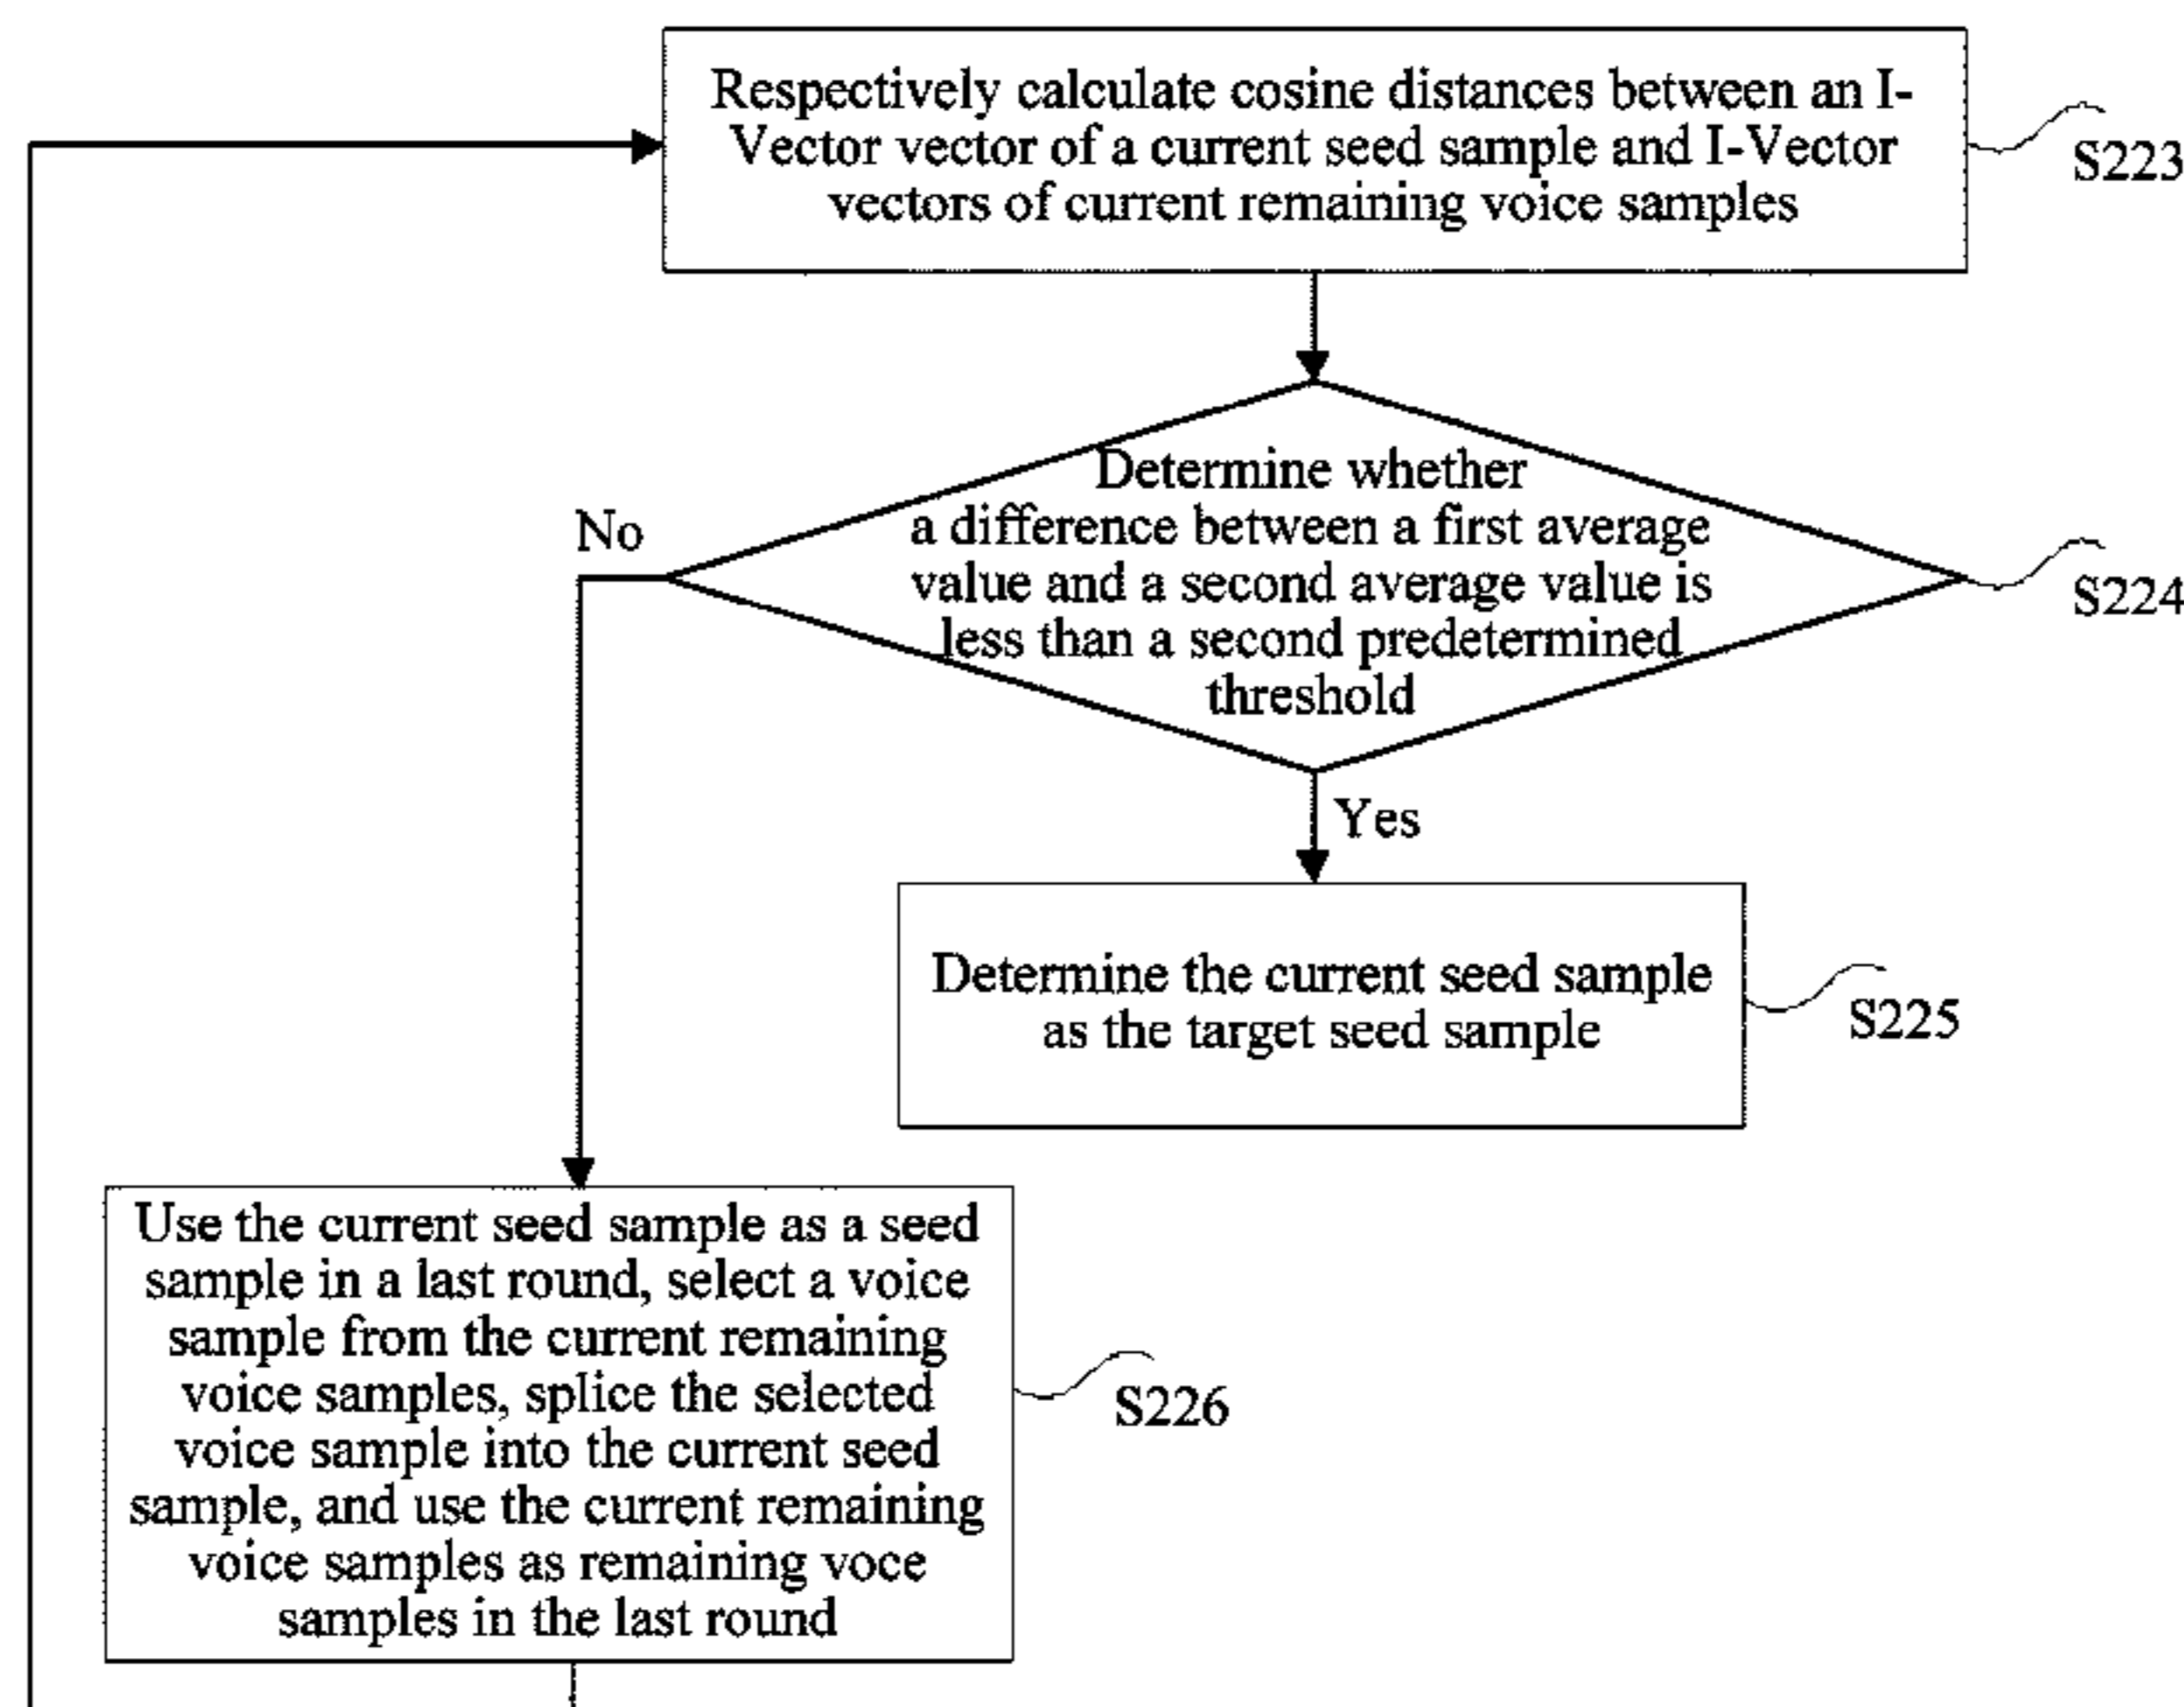 Respectively calculate cosine distances between an I-
Vector vector of a current seed sample and I-Vector
vectors of current remaining voice samples
S223
Determine whether
a difference between a first average
value and a second average value is
less than a second predetermined
threshold
S224
No
Yes
Determine the current seed sample
as the target seed sample
S225
Use the current seed sample as a seed
sample in a last round, select a voice
sample from the current remaining
voice samples, splice the selected
voice sample into the current seed
sample, and use the current remaining
voice samples as remaining voce
samples in the last round
S226